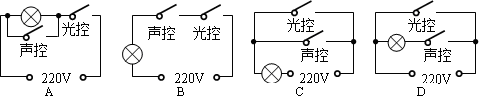 声控 光控 220V A
声控 光控 220V B
光控 声控 220V C
光控 声控 220V D